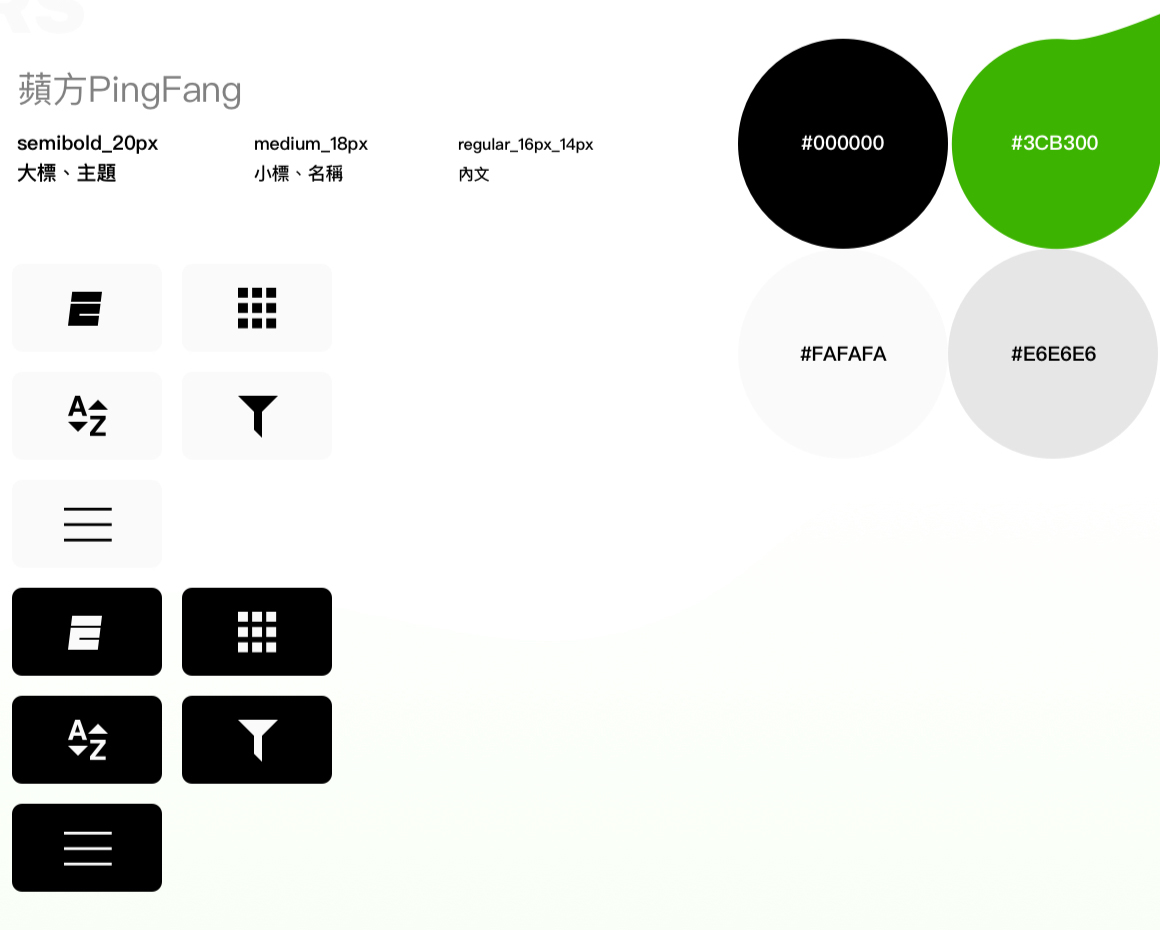 RS
蘋方PingFang
semibold_20px
大標、主題
medium_18px
小標、名稱
regular_16px_14px
內文
#000000
#3CB300
#FAFAFA
#E6E6E6
A
Z
A
Z